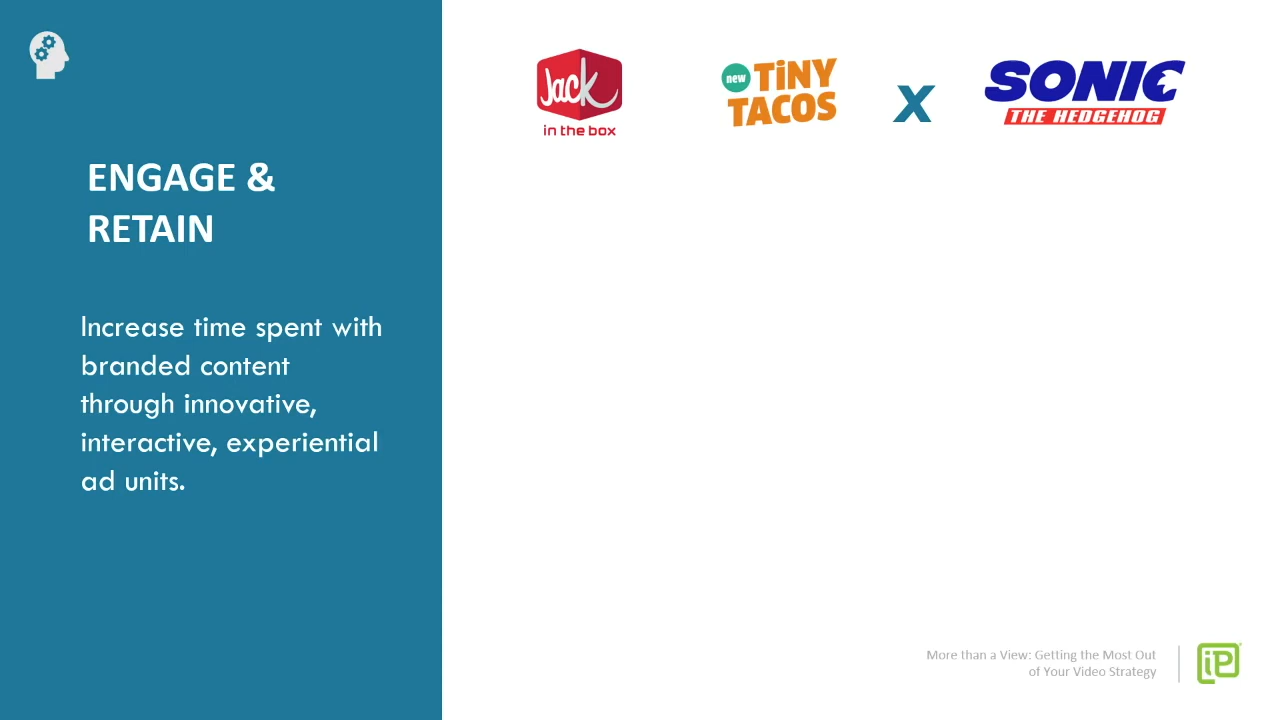 ENGAGE &
RETAIN
Increase time spent with
branded content
through innovative,
interactive, experiential
ad units.
Jack
in the box
new TiNY
TACOS
x
SONIC
THE HEDGEHOG
More than a View: Getting the Most Out
of Your Video Strategy
iP